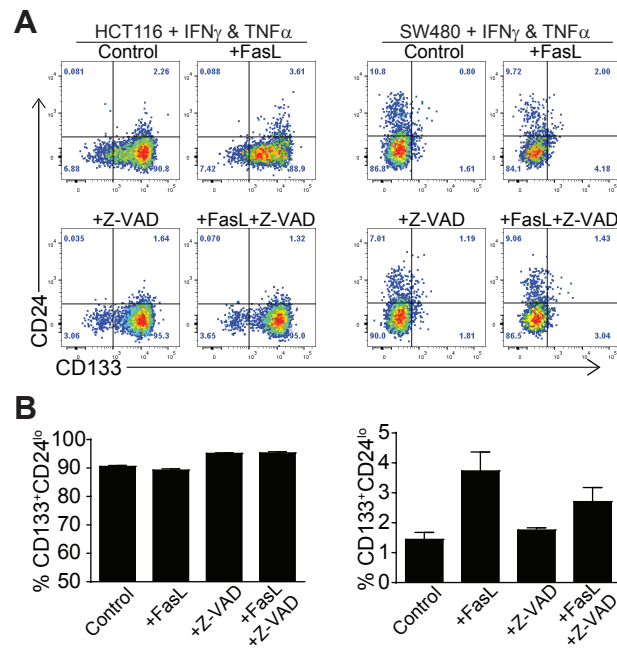 A
HCT116 + IFNγ & TNFα
SW480 + IFNγ & TNFα
Control
+FasL
Control
+FasL
0.081 2.26
0.088 3.61
10.8 0.80
9.72 2.00
6.88 90.8
7.42 88.9
86.8 1.61
84.1 4.18
+Z-VAD
+FasL+Z-VAD
+Z-VAD
+FasL+Z-VAD
0.035 1.64
0.070 1.32
7.01 1.19
9.06 1.43
3.06 95.3
3.65 95.0
90.0 1.81
86.5 3.04
CD24
CD133
B
% CD133⁺CD24ˡᵒ
100
90
80
70
60
50
Control
+FasL
+Z-VAD
+FasL
+Z-VAD
% CD133⁺CD24ˡᵒ
5
4
3
2
1
0
Control
+FasL
+Z-VAD
+FasL
+Z-VAD